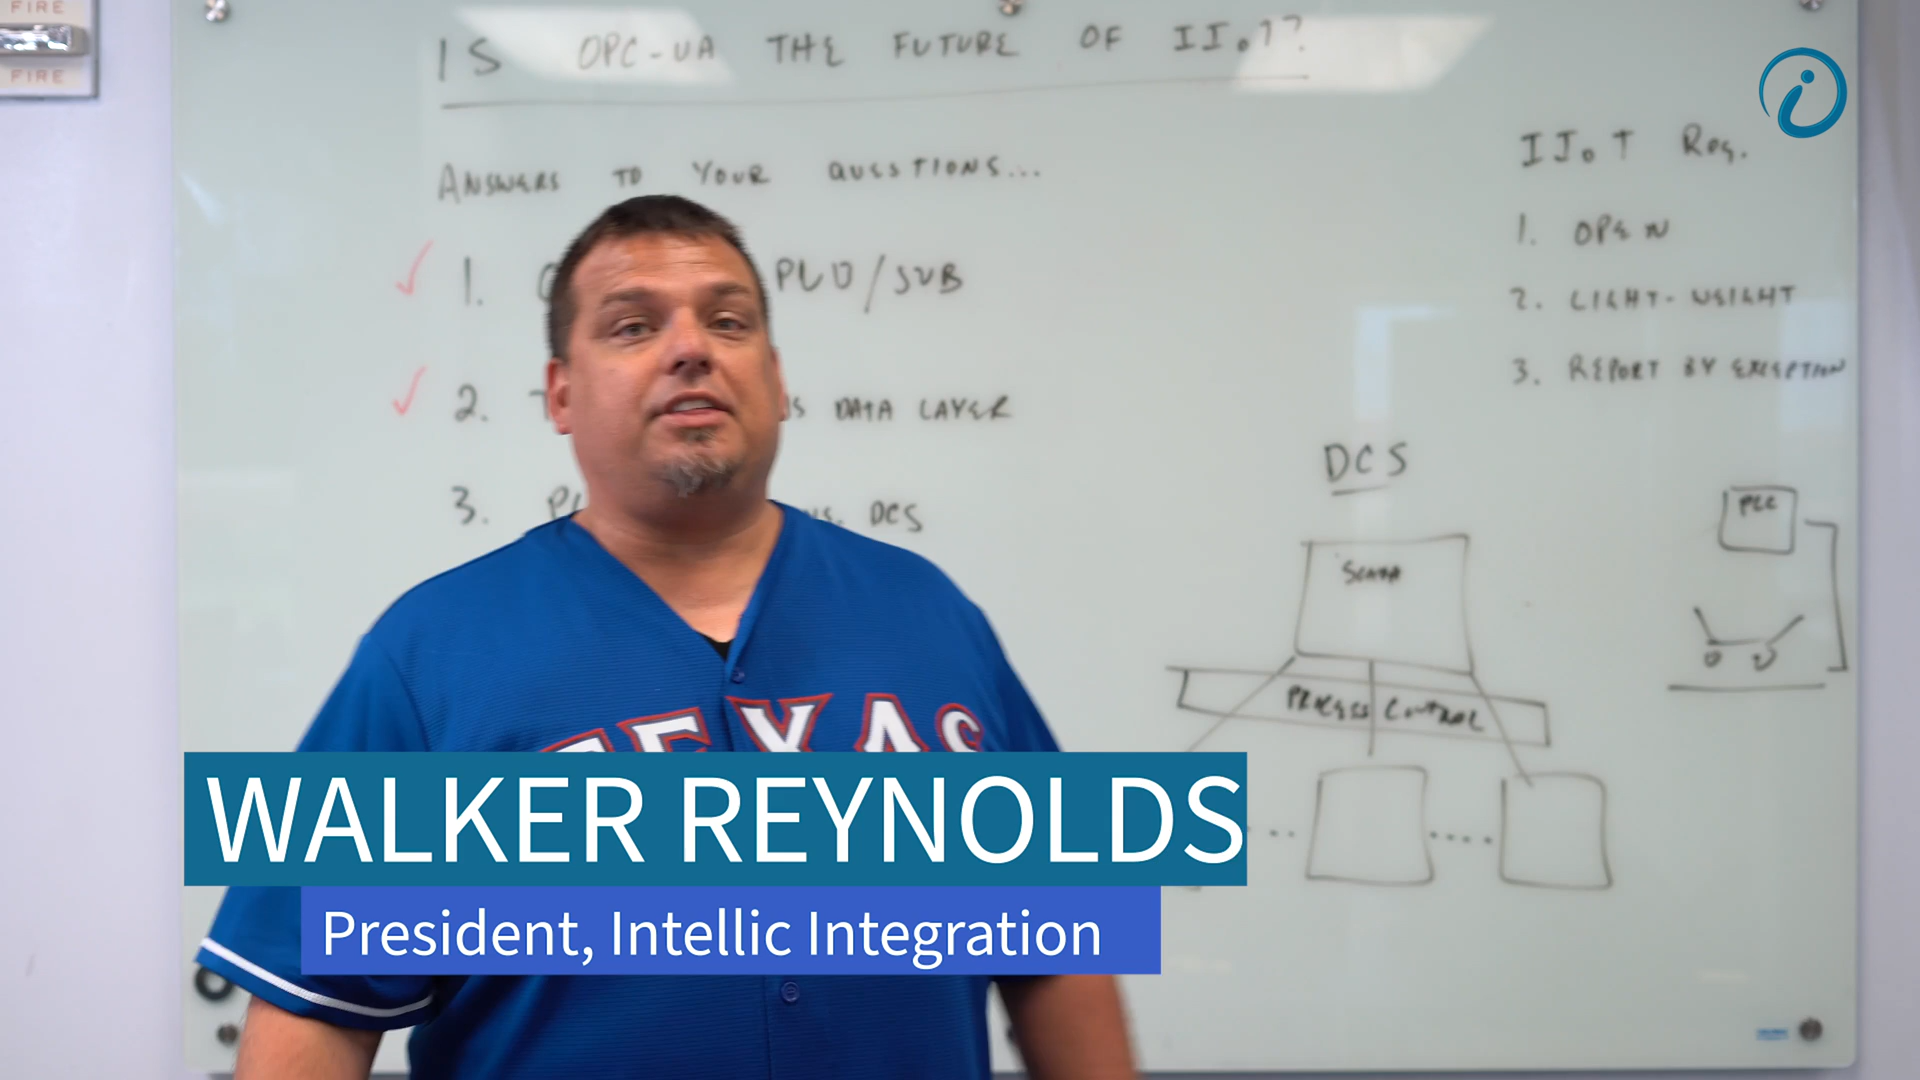 FIRE
FIRE
IS OPC-UA THE FUTURE OF IIoT?
ANSWERS TO YOUR QUESTIONS...
1. PUB/SUB
2. DATA LAYER
3. VS. DCS
IIoT Req.
1. OPEN
2. LIGHT-WEIGHT
3. REPORT BY EXCEPTION
DCS
SCADA
PROCESS CONTROL
PLC
TEXAS
WALKER REYNOLDS
President, Intellic Integration